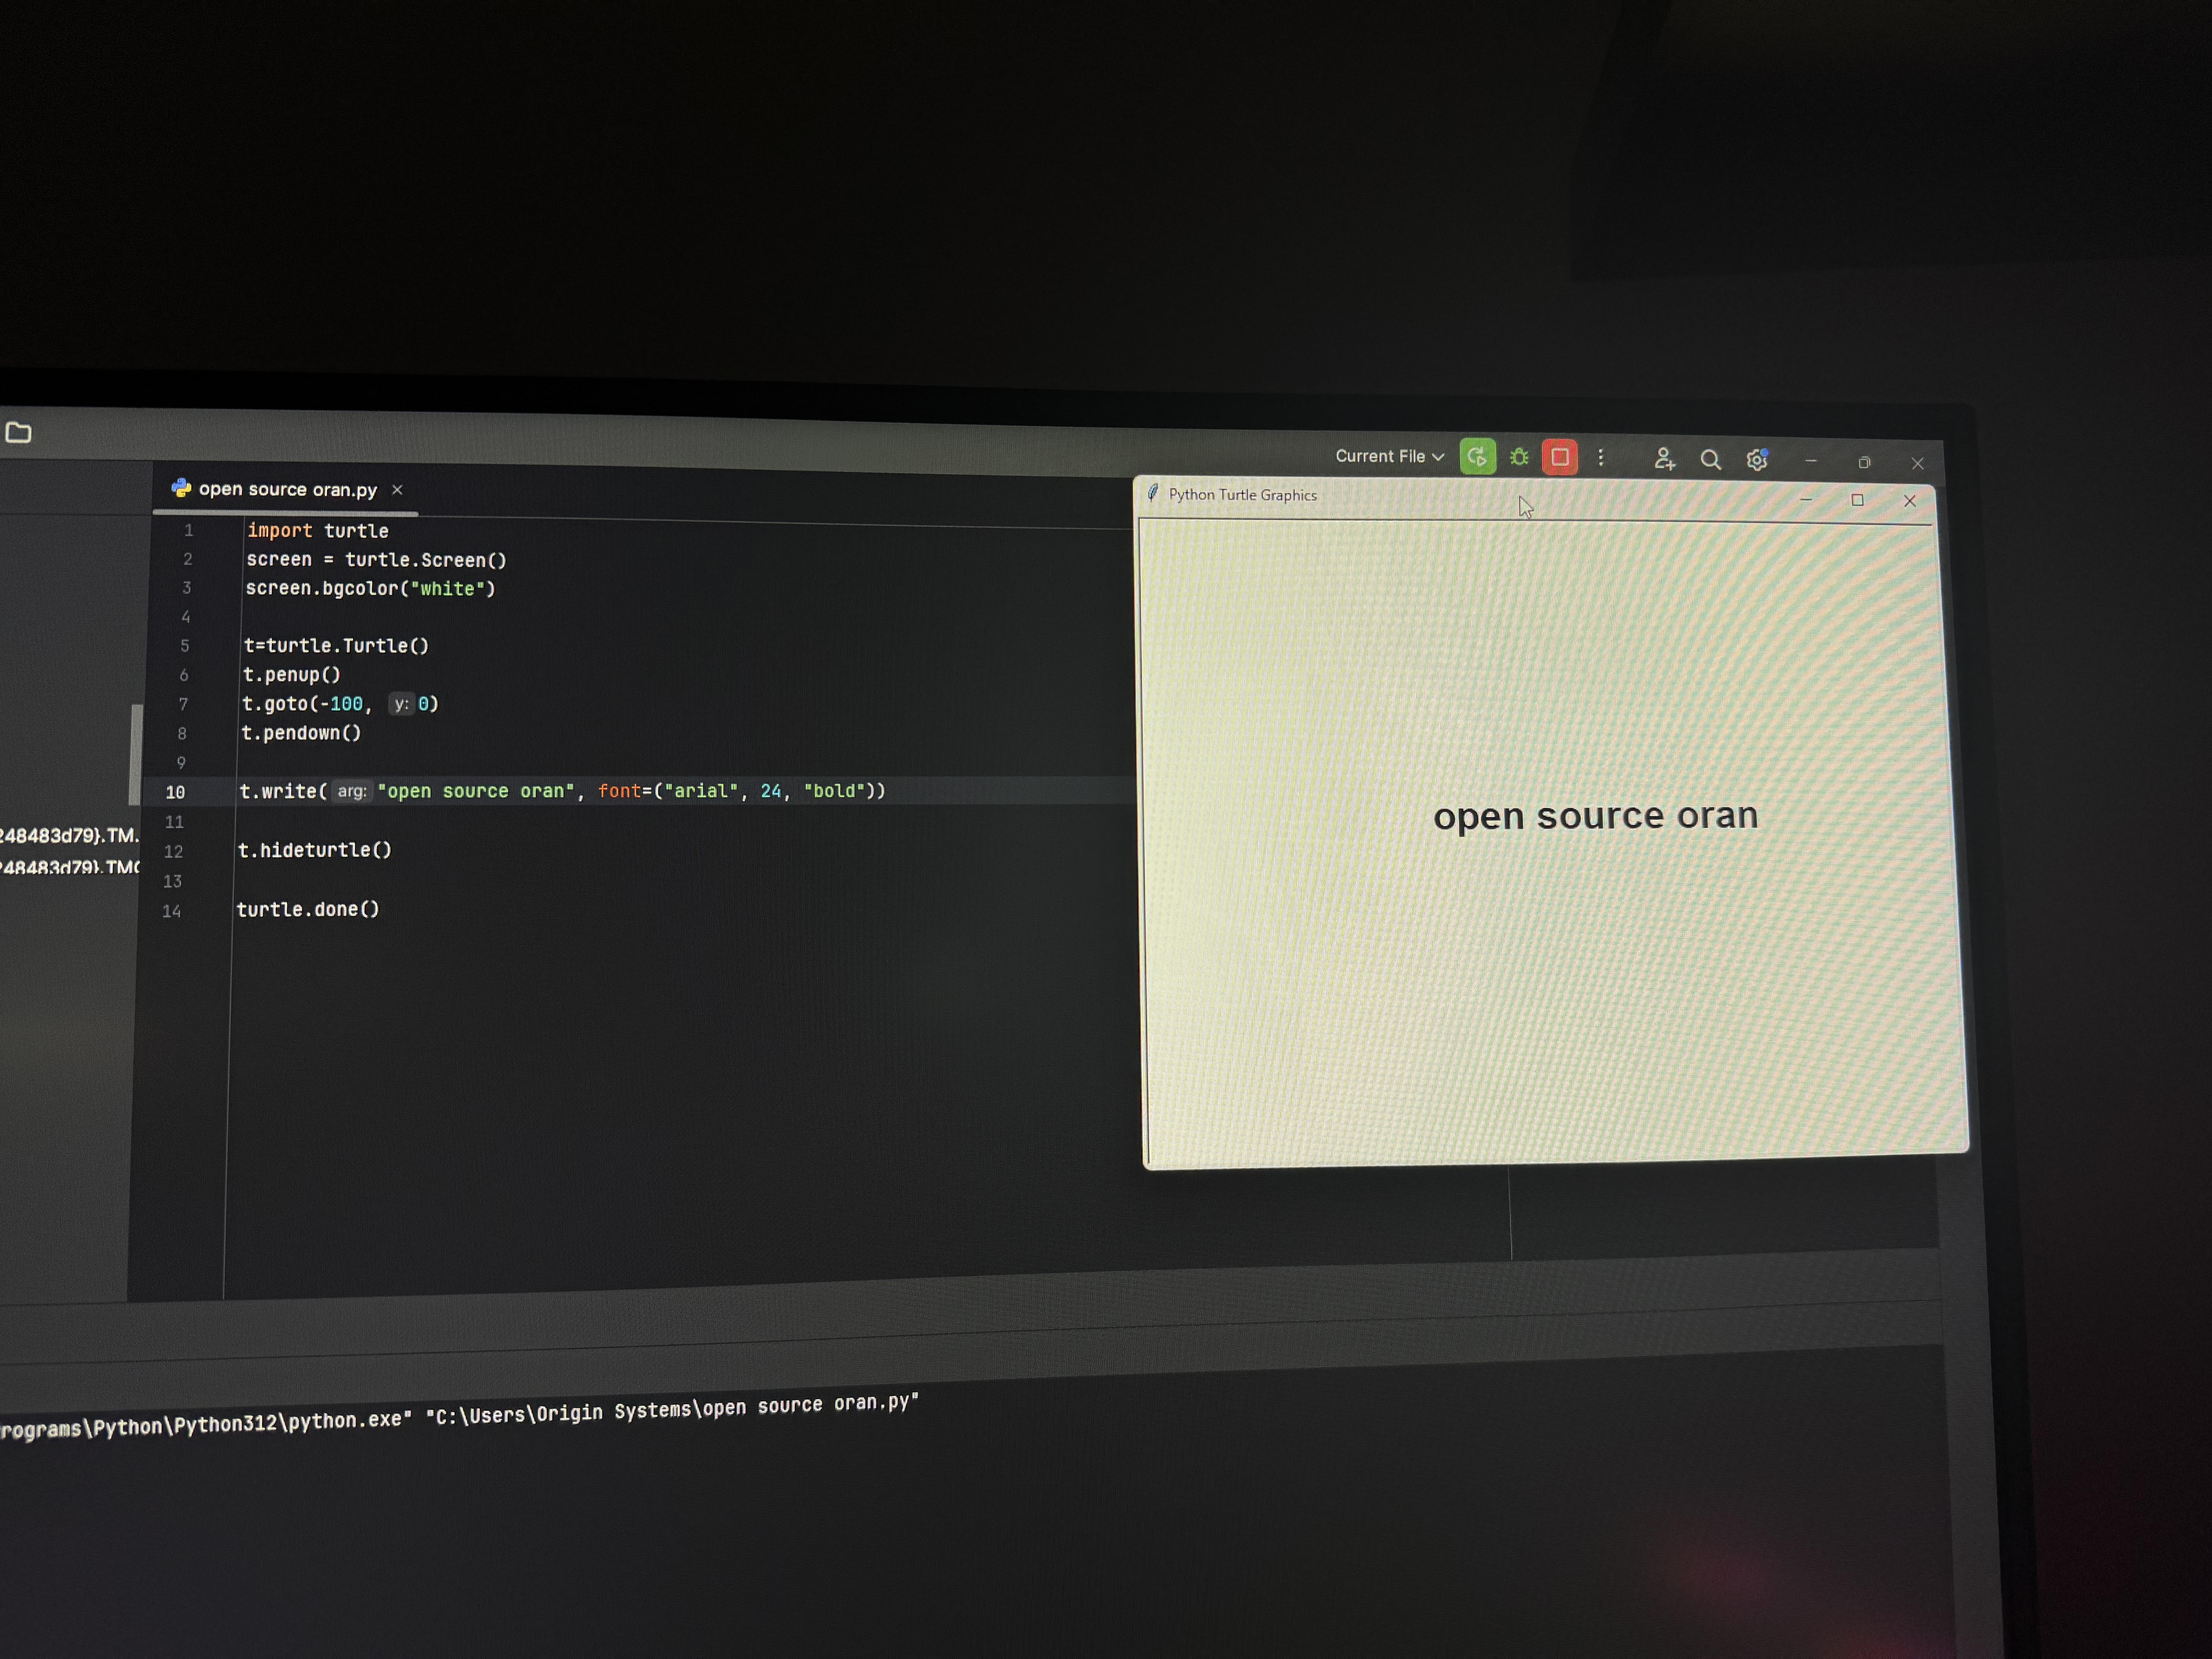 Current File
open source oran.py
Python Turtle Graphics
1 import turtle
2 screen = turtle.Screen()
3 screen.bgcolor("white")
4
5 t=turtle.Turtle()
6 t.penup()
7 t.goto(-100, y: 0)
8 t.pendown()
9
10 t.write( arg: "open source oran", font=("arial", 24, "bold"))
11
12 t.hideturtle()
13
14 turtle.done()
open source oran
248483d79}.TM.
248483d79}.TM
rograms\Python\Python312\python.exe" "C:\Users\Origin Systems\open source oran.py"